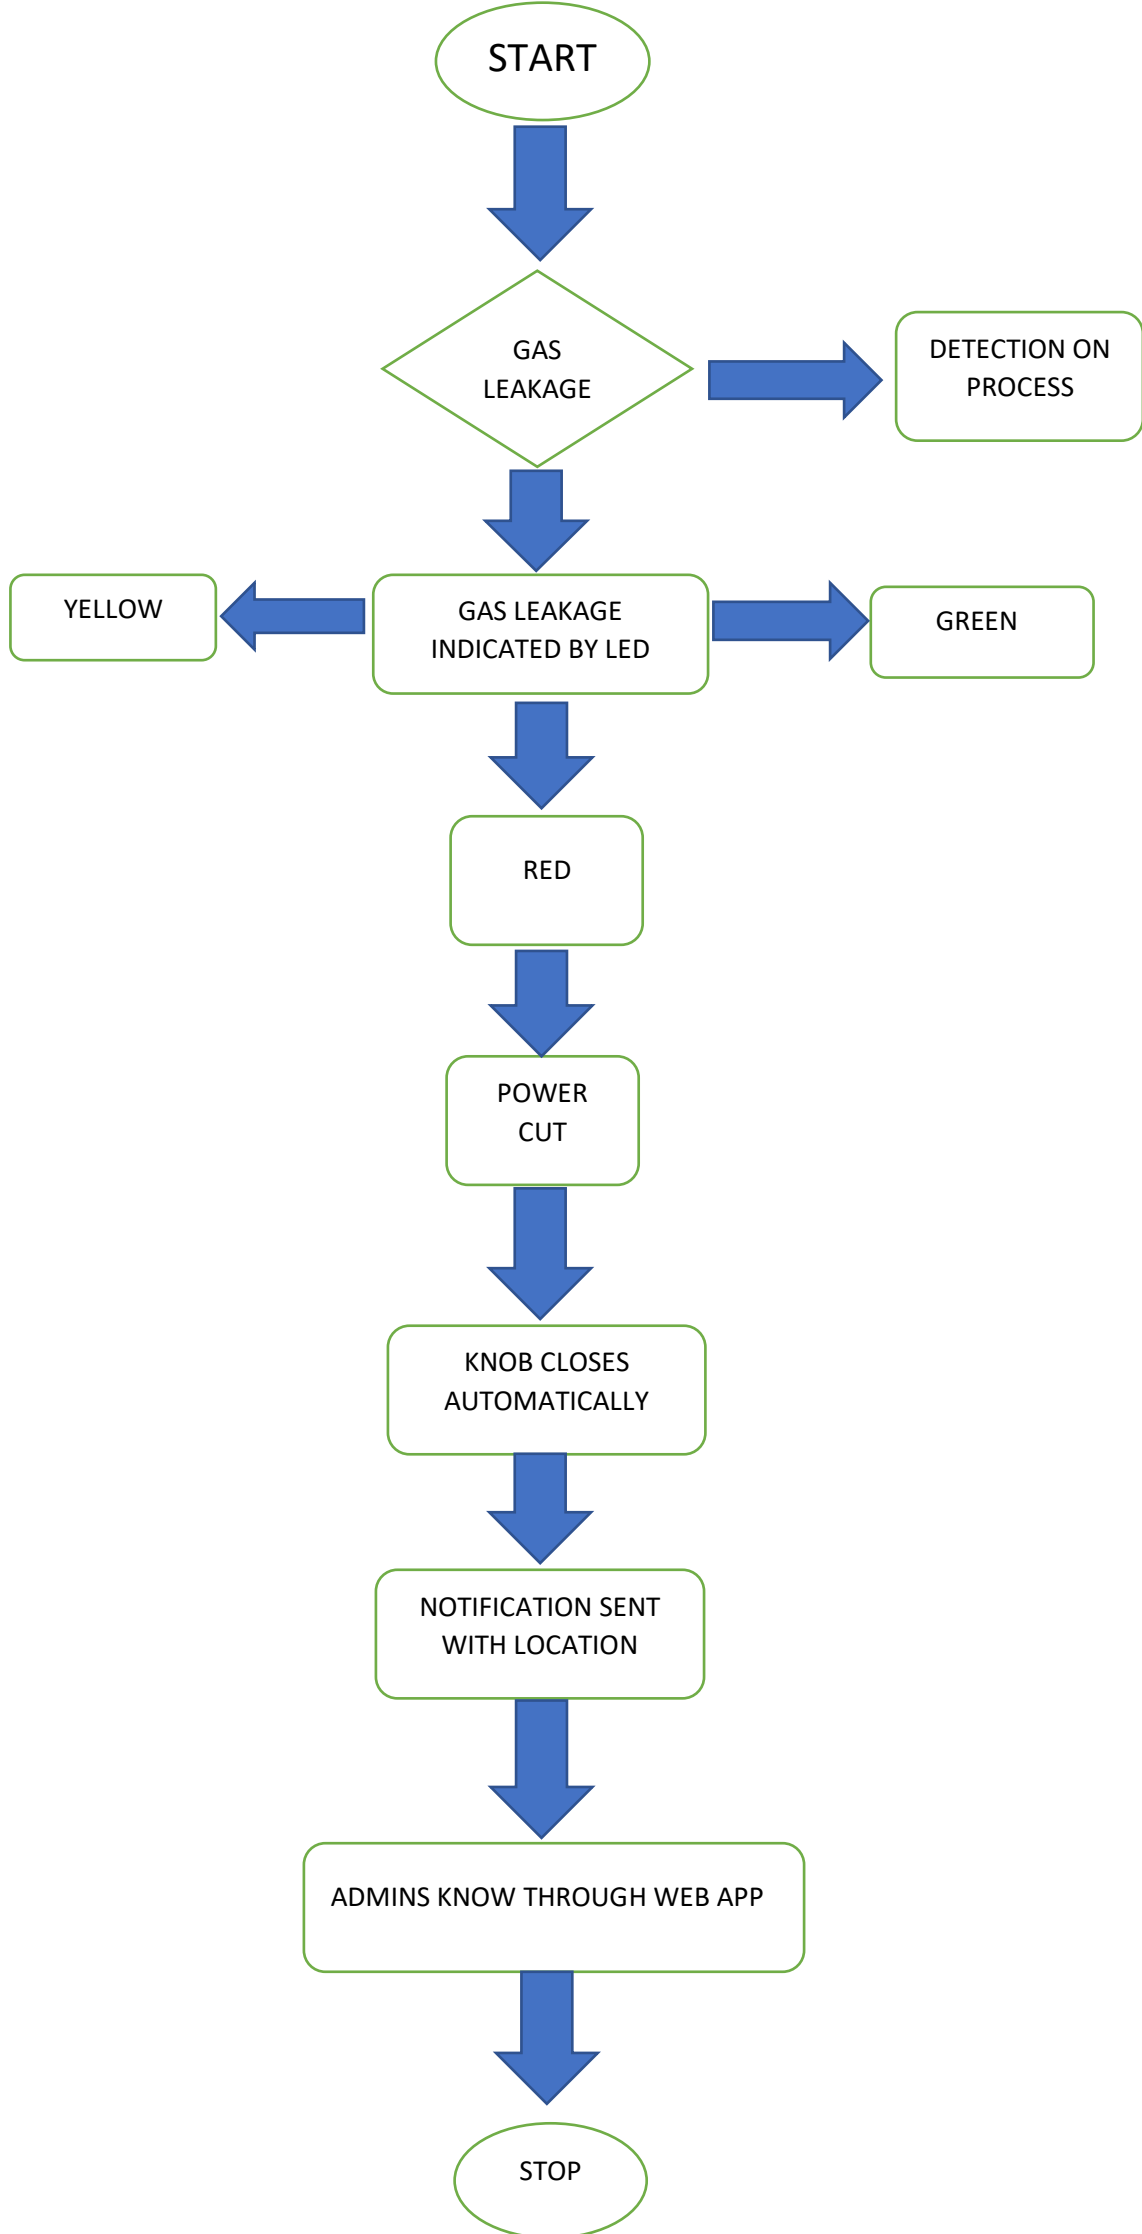 START
GAS
LEAKAGE
DETECTION ON
PROCESS
YELLOW
GAS LEAKAGE
INDICATED BY LED
GREEN
RED
POWER
CUT
KNOB CLOSES
AUTOMATICALLY
NOTIFICATION SENT
WITH LOCATION
ADMINS KNOW THROUGH WEB APP
STOP